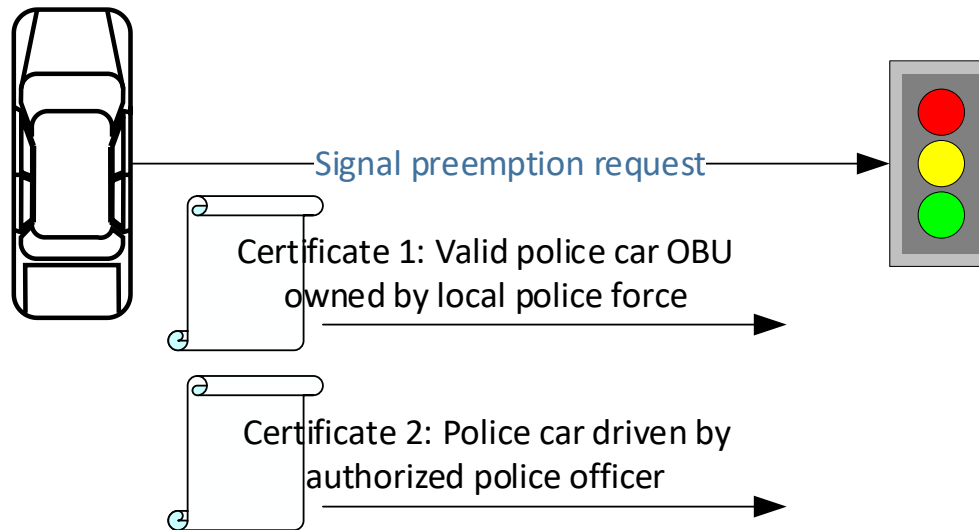 Signal preemption request
Certificate 1: Valid police car OBU
owned by local police force
Certificate 2: Police car driven by
authorized police officer